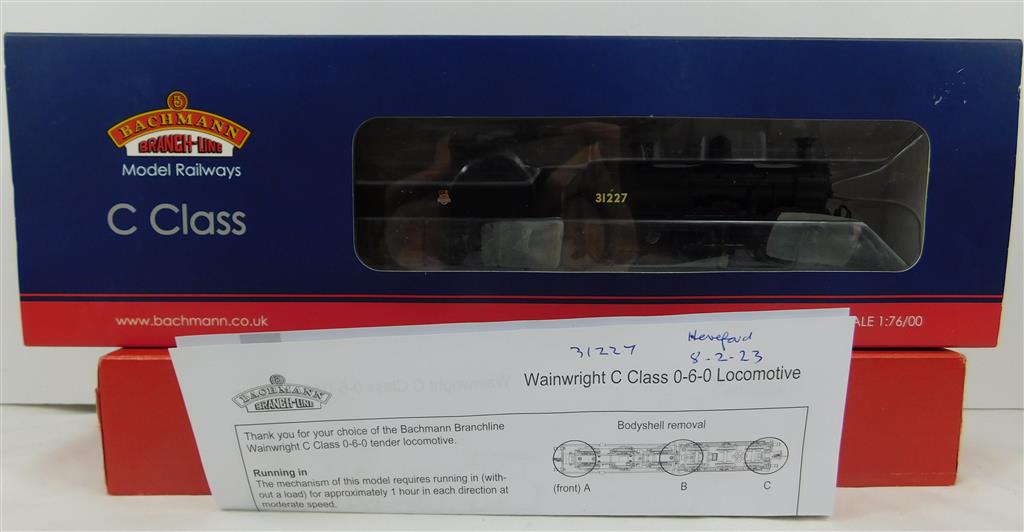 BACHMANN
BRANCH-LINE
Model Railways
C Class
31227
www.bachmann.co.uk
ALE 1:76/00
31227
Hereford
8-2-23
BACHMANN
BRANCH-LINE
Wainwright C Class 0-6-0 Locomotive
Thank you for your choice of the Bachmann Branchline
Wainwright C Class 0-6-0 tender locomotive.
Running in
The mechanism of this model requires running in (with-
out a load) for approximately 1 hour in each direction at
moderate speed.
Bodyshell removal
(front) A B C